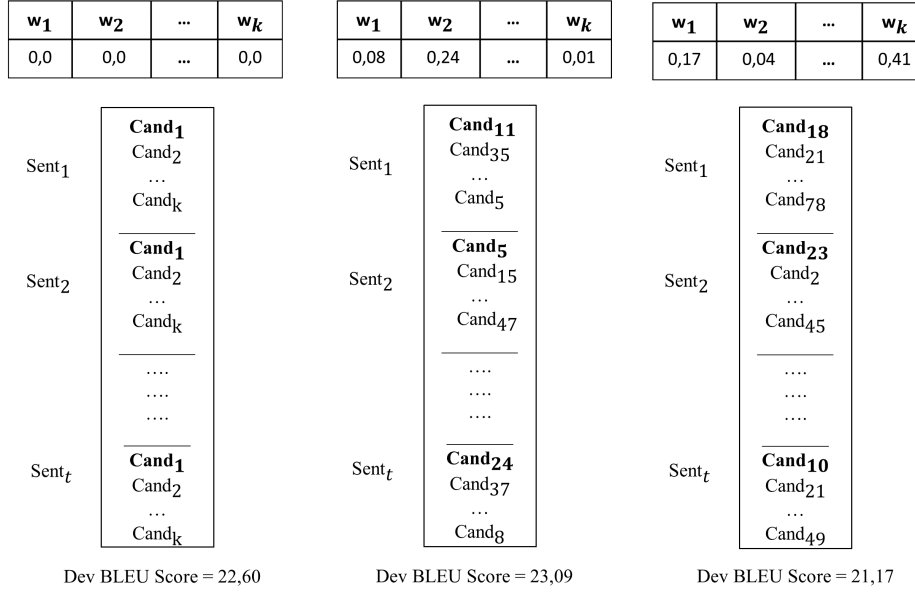 w1 w2 ... wk
0,0 0,0 ... 0,0
Sent1
Cand1
Cand2
...
Candk
Sent2
Cand1
Cand2
...
Candk
....
....
....
Sentt
Cand1
Cand2
...
Candk
Dev BLEU Score = 22,60
w1 w2 ... wk
0,08 0,24 ... 0,01
Sent1
Cand11
Cand35
...
Cand5
Sent2
Cand5
Cand15
...
Cand47
....
....
....
Sentt
Cand24
Cand37
...
Cand8
Dev BLEU Score = 23,09
w1 w2 ... wk
0,17 0,04 ... 0,41
Sent1
Cand18
Cand21
...
Cand78
Sent2
Cand23
Cand2
...
Cand45
....
....
....
Sentt
Cand10
Cand21
...
Cand49
Dev BLEU Score = 21,17